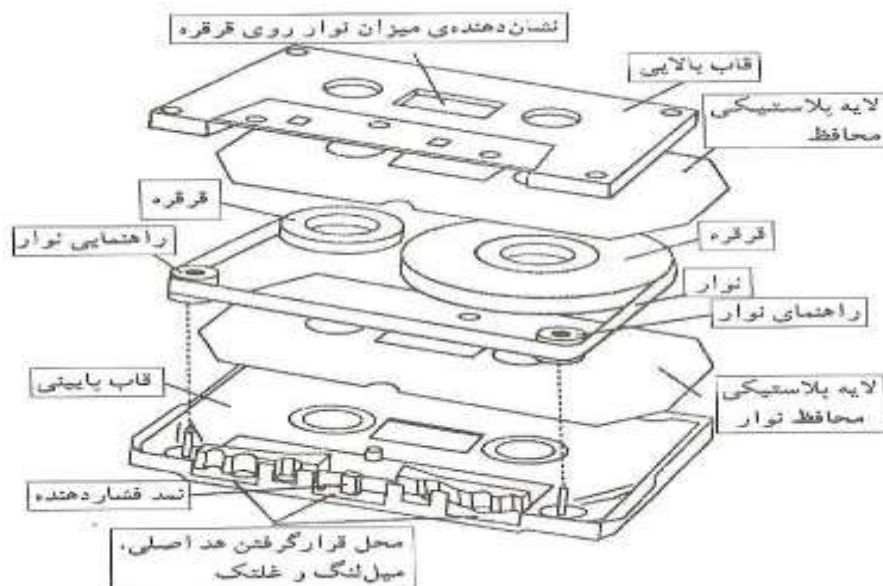 نشان‌دهنده‌ی میزان نوار روی قرقره
قاب بالایی
لایه پلاستیکی
محافظ
قرقره
راهنمایی نوار
قرقره
نوار
راهنمای نوار
قاب پایینی
لایه پلاستیکی
محافظ نوار
نمد فشاردهنده
محل قرارگرفتن هد اصلی،
میل‌لنگ و غلتک